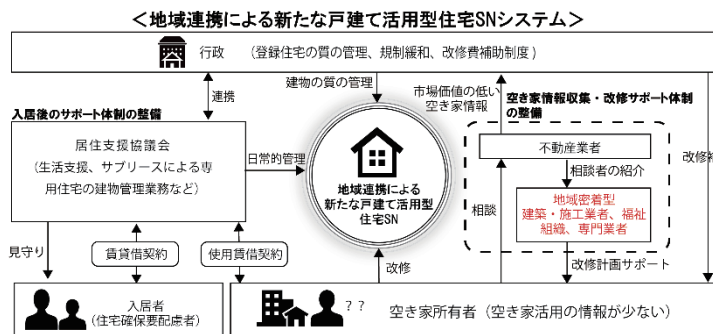 ＜地域連携による新たな戸建て活用型住宅SNシステム＞
行政　(登録住宅の質の管理、規制緩和、改修費補助制度)
連携
建物の質の管理
市場価値の低い
空き家情報
入居後のサポート体制の整備
空き家情報収集・改修サポート体制
の整備
居住支援協議会
(生活支援、サブリースによる専
用住宅の建物管理業務など)
日常的管理
地域連携による
新たな戸建て活用型
住宅SN
不動産業者
相談者の紹介
地域密着型
建築・施工業者、福祉
組織、専門業者
相談
改修補
見守り
賃貸借契約
使用貸借契約
改修
改修計画サポート
入居者
(住宅確保要配慮者)
? ?
空き家所有者（空き家活用の情報が少ない）